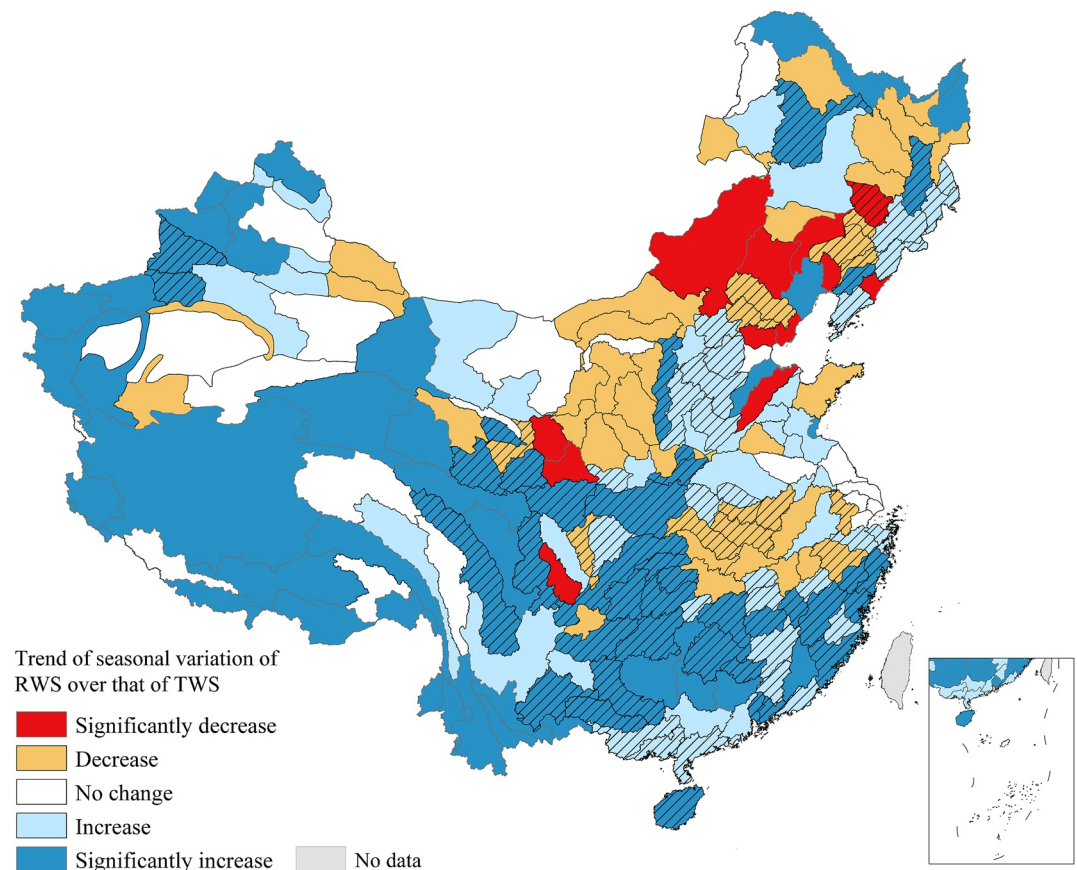 Trend of seasonal variation of
RWS over that of TWS
Significantly decrease
Decrease
No change
Increase
Significantly increase
No data